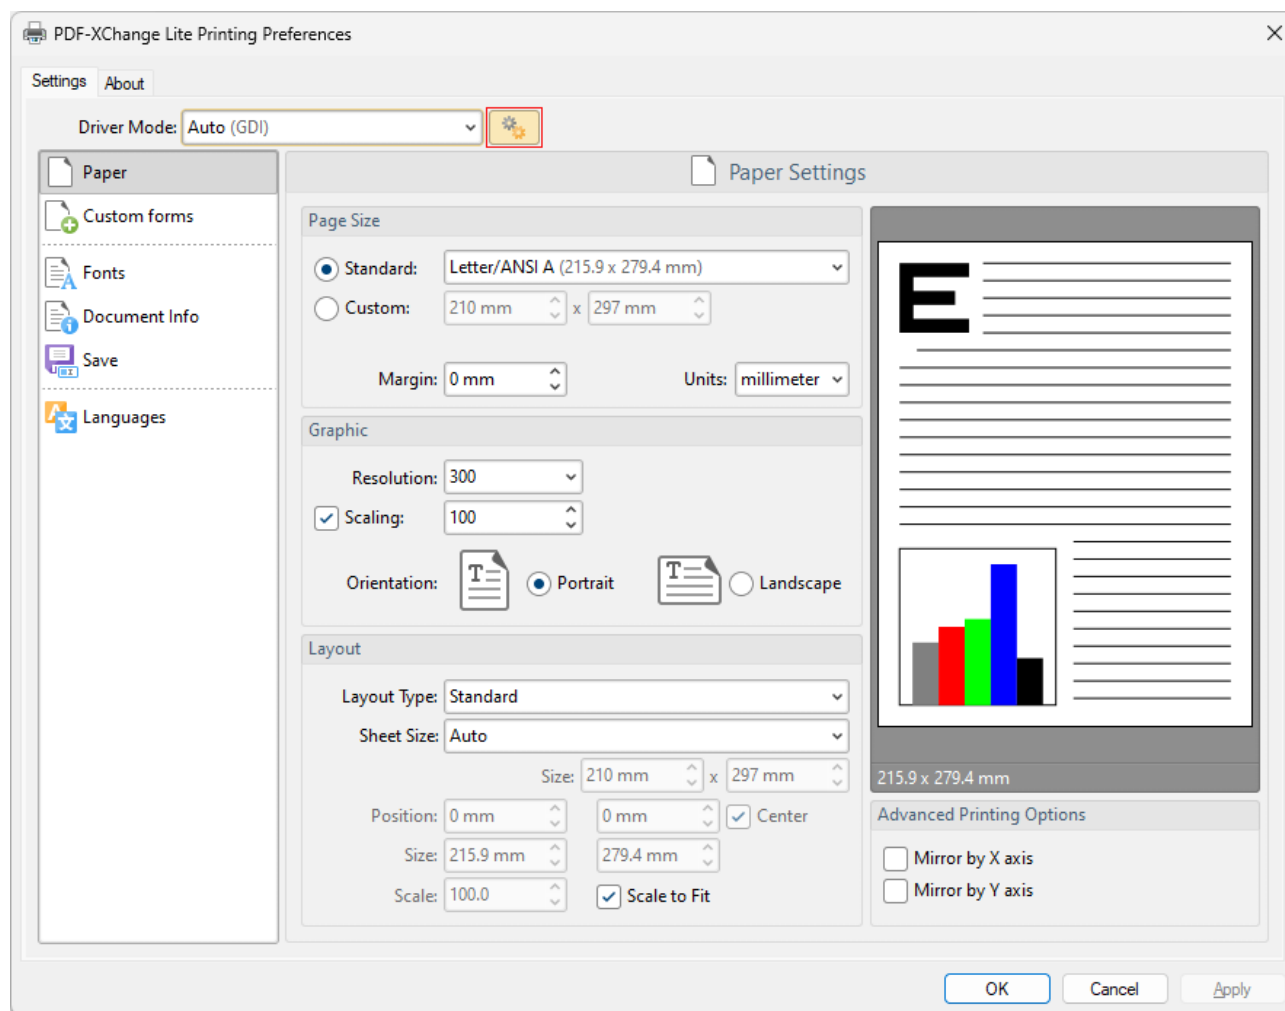 PDF-XChange Lite Printing Preferences
Settings About
Driver Mode: Auto (GDI)
Paper
Custom forms
Fonts
Document Info
Save
Languages
Paper Settings
Page Size
Standard: Letter/ANSI A (215.9 x 279.4 mm)
Custom: 210 mm x 297 mm
Margin: 0 mm Units: millimeter
Graphic
Resolution: 300
Scaling: 100
Orientation: T Portrait T Landscape
Layout
Layout Type: Standard
Sheet Size: Auto
Size: 210 mm x 297 mm
Position: 0 mm 0 mm Center
Size: 215.9 mm 279.4 mm
Scale: 100.0 Scale to Fit
E
215.9 x 279.4 mm
Advanced Printing Options
Mirror by X axis
Mirror by Y axis
OK Cancel Apply